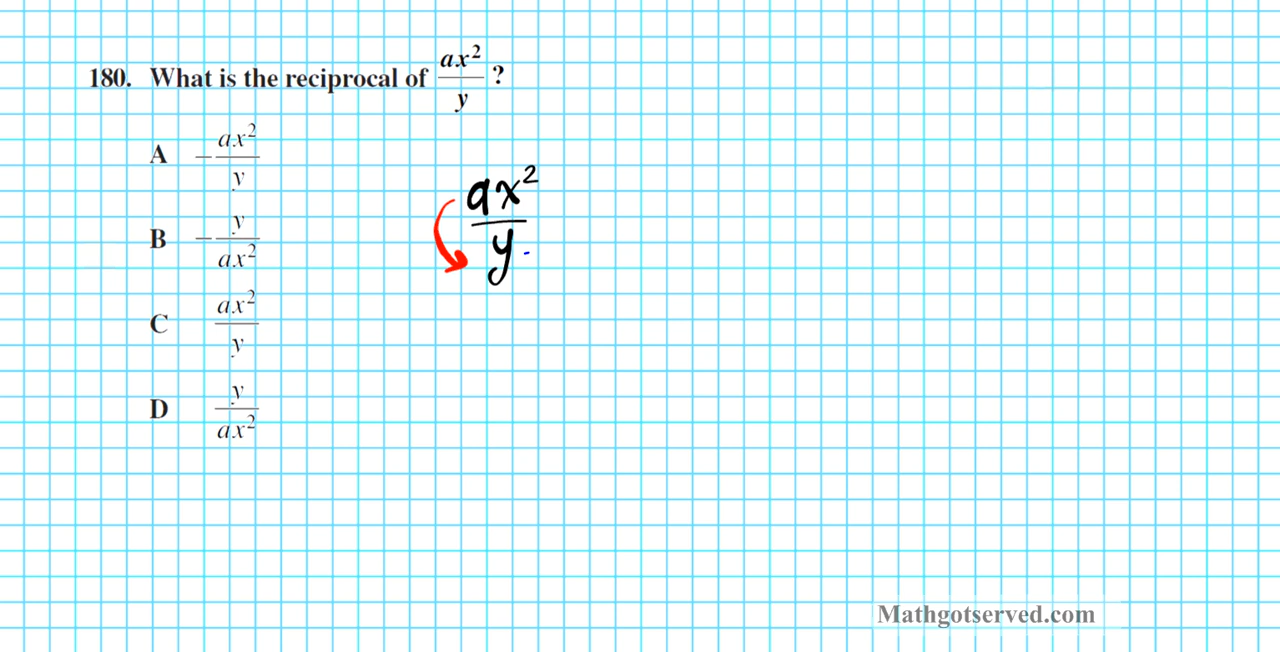 180. What is the reciprocal of ax²/y ?
A -ax²/y
B -y/ax²
C ax²/y
D y/ax²
ax²/y
Mathgotserved.com